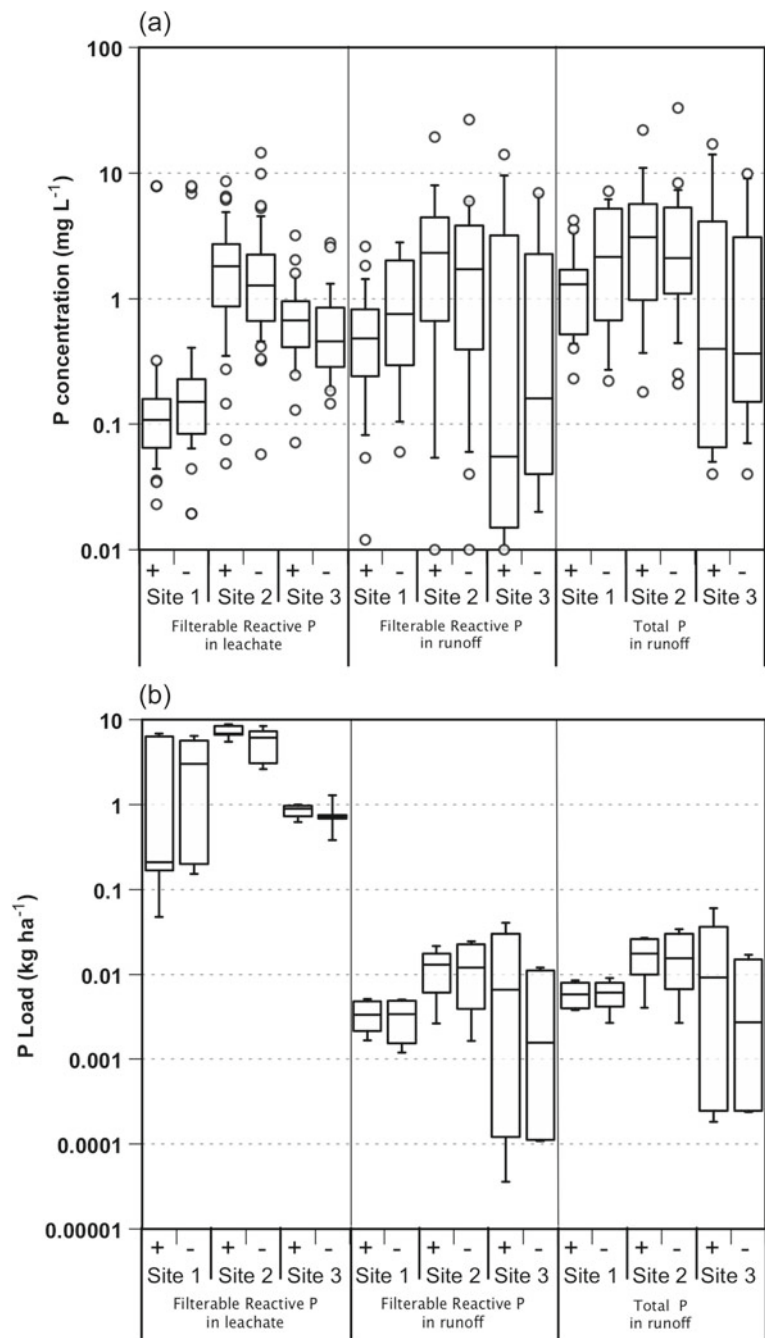 (a)
P concentration (mg L⁻¹)
100
10
1
0.1
0.01
+ - + - + - + - + - + - + - + - + -
Site 1 Site 2 Site 3 Site 1 Site 2 Site 3 Site 1 Site 2 Site 3
Filterable Reactive P Filterable Reactive P Total P
in leachate in runoff in runoff
(b)
P Load (kg ha⁻¹)
10
1
0.1
0.01
0.001
0.0001
0.00001
+ - + - + - + - + - + - + - + - + -
Site 1 Site 2 Site 3 Site 1 Site 2 Site 3 Site 1 Site 2 Site 3
Filterable Reactive P Filterable Reactive P Total P
in leachate in runoff in runoff